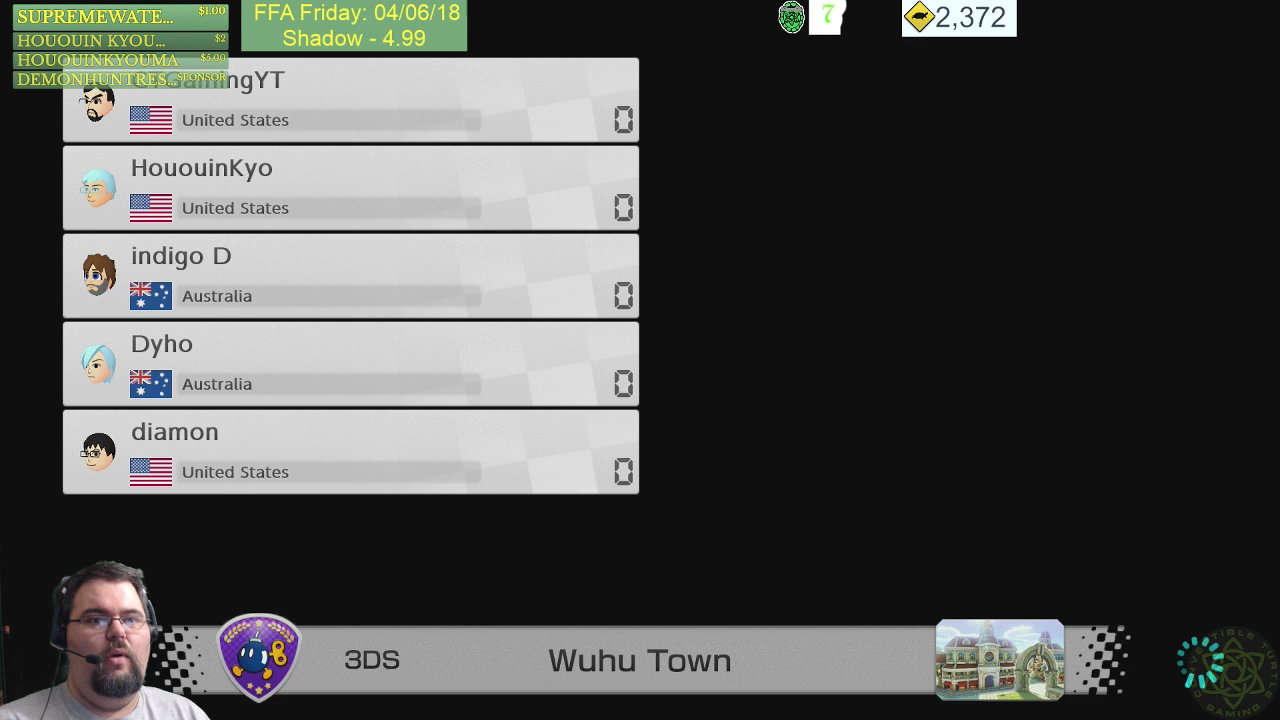 SUPREMEWATE... $1.00
HOUOUIN KYOU... $2
HOUOUINKYOUMA $5.00
DEMONHUNTRES... SPONSOR
FFA Friday: 04/06/18
Shadow - 4.99
7
2,372
GamingYT
United States 0
HououinKyo
United States 0
indigo D
Australia 0
Dyho
Australia 0
diamon
United States 0
3DS Wuhu Town
GAMING